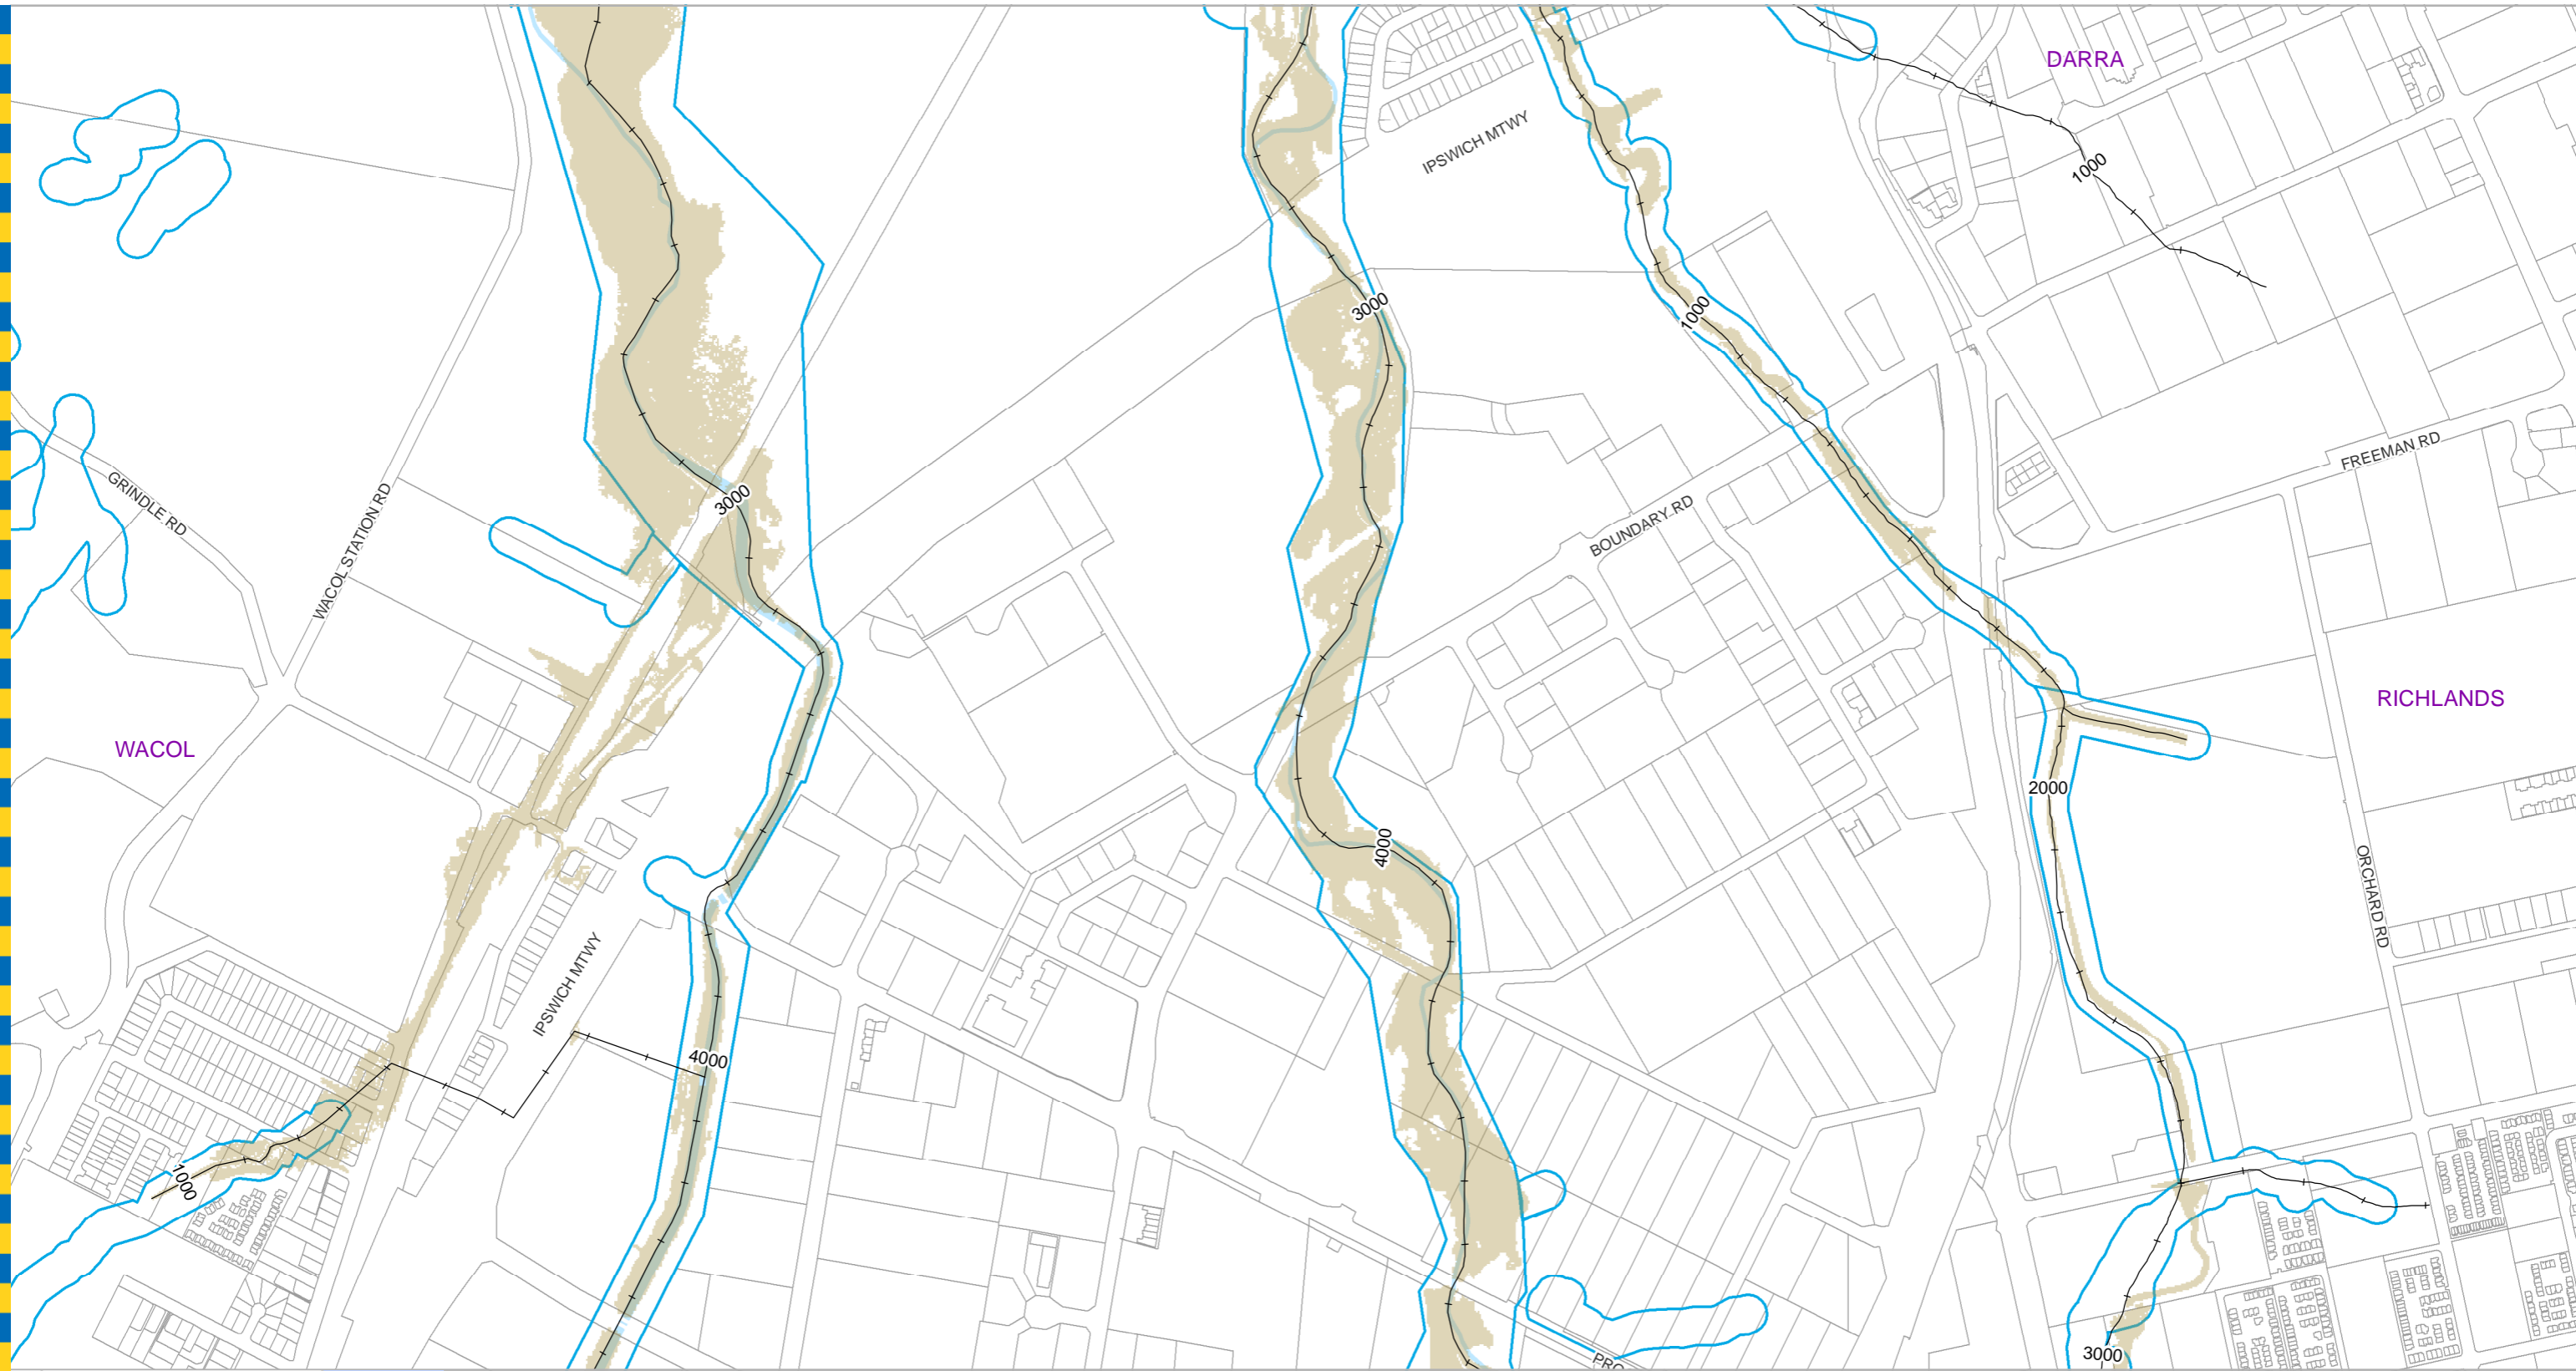 DARRA
IPSWICH MTWY
1000
3000
1000
FREEMAN RD
GRINDLE RD
3000
BOUNDARY RD
WACOL STATION RD
RICHLANDS
WACOL
2000
4000
ORCHARD RD
IPSWICH MTWY
4000
1000
3000
PRO